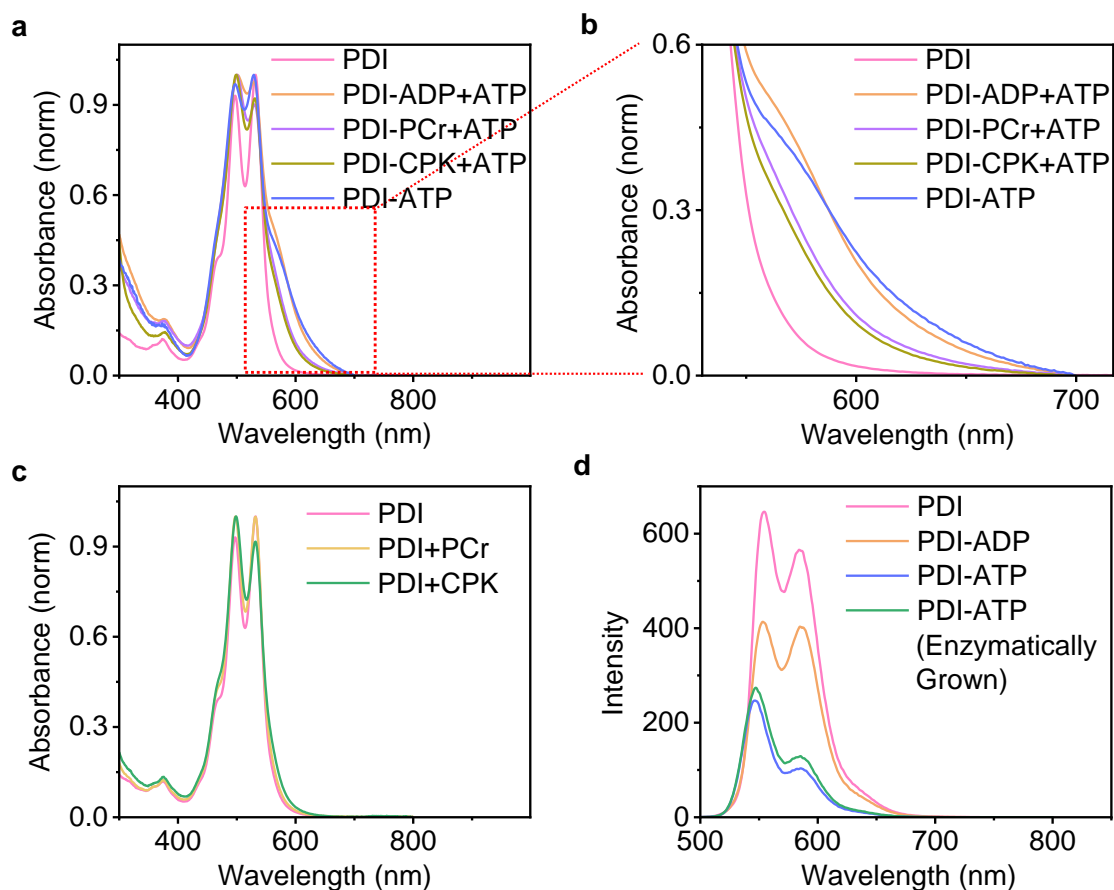 a
PDI
PDI-ADP+ATP
PDI-PCr+ATP
PDI-CPK+ATP
PDI-ATP
0.9
0.6
0.3
0.0
400 600 800
Absorbance (norm)
Wavelength (nm)
b
PDI
PDI-ADP+ATP
PDI-PCr+ATP
PDI-CPK+ATP
PDI-ATP
0.6
0.3
0.0
600 700
Absorbance (norm)
Wavelength (nm)
c
PDI
PDI+PCr
PDI+CPK
0.9
0.6
0.3
0.0
400 600 800
Absorbance (norm)
Wavelength (nm)
d
PDI
PDI-ADP
PDI-ATP
PDI-ATP
(Enzymatically
Grown)
600
400
200
0
500 600 700 800
Intensity
Wavelength (nm)